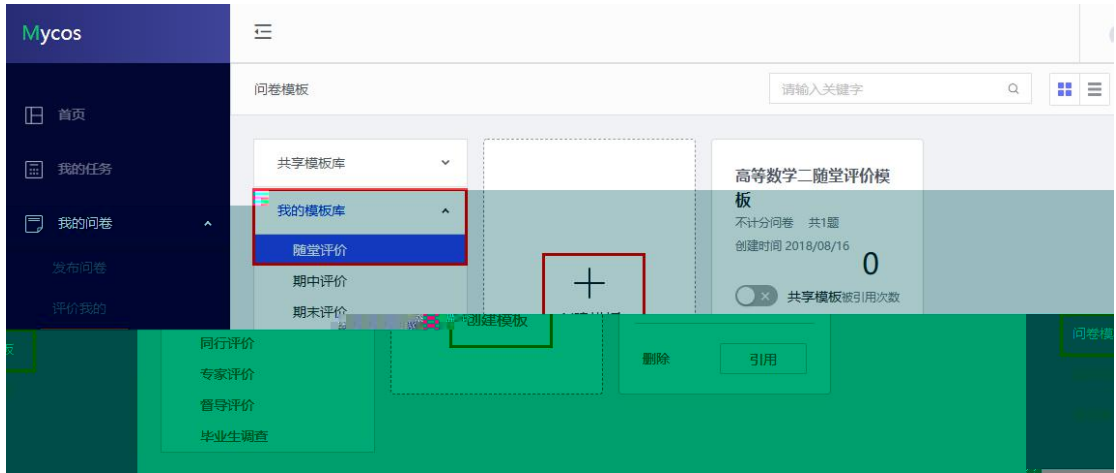 Mycos
问卷模板
请输入关键字
首页
我的任务
我的问卷
发布问卷
评价我的
共享模板库
我的模板库
随堂评价
期中评价
期末评价
同行评价
专家评价
督导评价
毕业生调查
创建模板
高等数学二随堂评价模
板
不计分问卷 共1题
创建时间 2018/08/16
0
共享模板被引用次数
删除
引用
问卷模